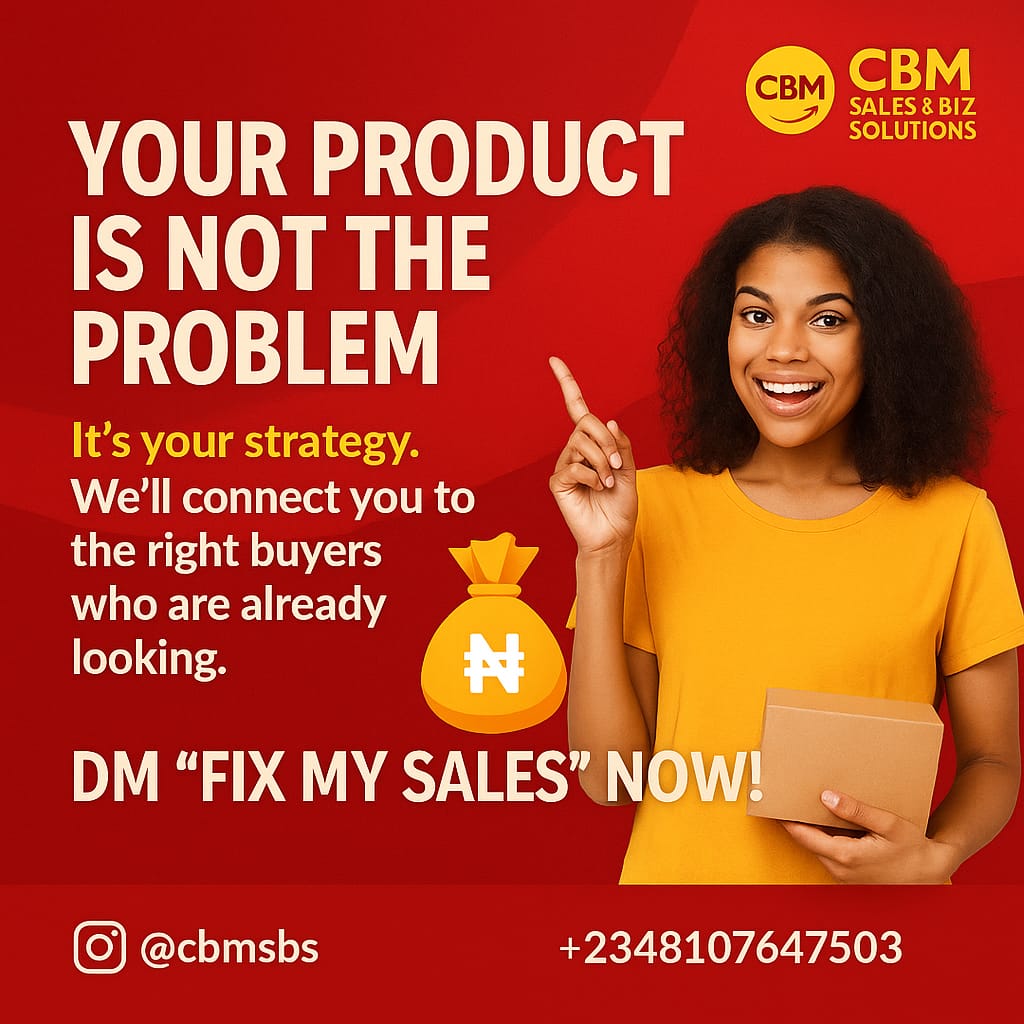 CBM
CBM
SALES & BIZ
SOLUTIONS
YOUR PRODUCT
IS NOT THE
PROBLEM
It’s your strategy.
We’ll connect you to
the right buyers
who are already
looking.
₦
DM “FIX MY SALES” NOW!
@cbmsbs
+2348107647503